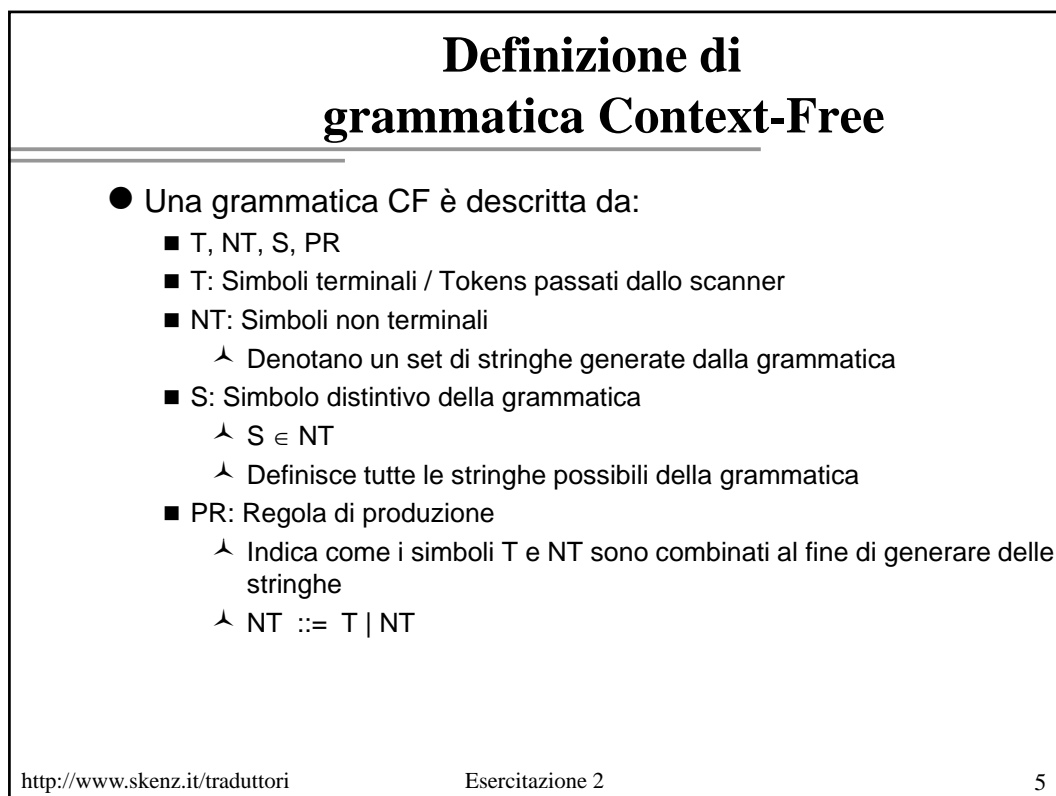 Definizione di
grammatica Context-Free
● Una grammatica CF è descritta da:
■ T, NT, S, PR
■ T: Simboli terminali / Tokens passati dallo scanner
■ NT: Simboli non terminali
Denotano un set di stringhe generate dalla grammatica
■ S: Simbolo distintivo della grammatica
S ∈ NT
Definisce tutte le stringhe possibili della grammatica
■ PR: Regola di produzione
Indica come i simboli T e NT sono combinati al fine di generare delle
stringhe
NT ::= T | NT
http://www.skenz.it/traduttori Esercitazione 2 5